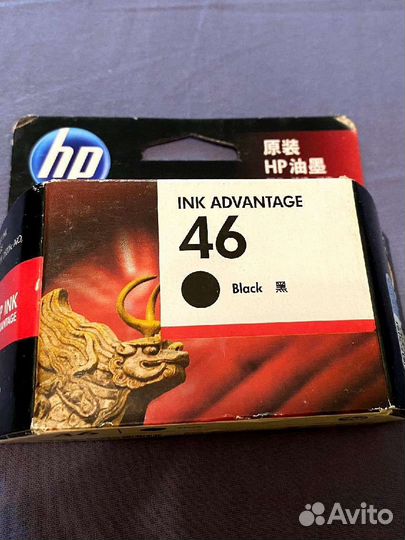 hp
原装
HP油墨
INK ADVANTAGE
46
Black 黑
INK
Avito